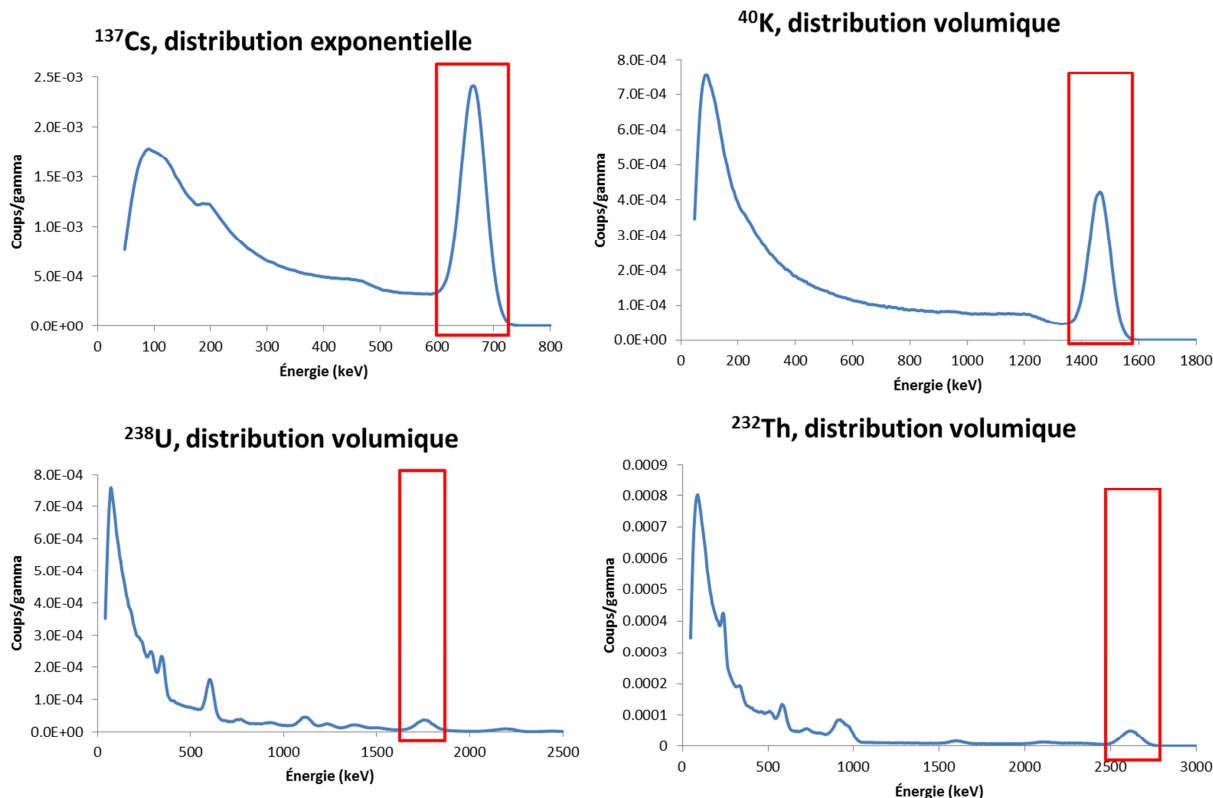 ¹³⁷Cs, distribution exponentielle
2.5E-03
2.0E-03
1.5E-03
1.0E-03
5.0E-04
0.0E+00
Coups/gamma
0 100 200 300 400 500 600 700 800
Énergie (keV)
⁴⁰K, distribution volumique
8.0E-04
7.0E-04
6.0E-04
5.0E-04
4.0E-04
3.0E-04
2.0E-04
1.0E-04
0.0E+00
Coups/gamma
0 200 400 600 800 1000 1200 1400 1600 1800
Énergie (keV)
²³⁸U, distribution volumique
8.0E-04
7.0E-04
6.0E-04
5.0E-04
4.0E-04
3.0E-04
2.0E-04
1.0E-04
0.0E+00
Coups/gamma
0 500 1000 1500 2000 2500
Énergie (keV)
²³²Th, distribution volumique
0.0009
0.0008
0.0007
0.0006
0.0005
0.0004
0.0003
0.0002
0.0001
0
Coups/gamma
0 500 1000 1500 2000 2500 3000
Énergie (keV)